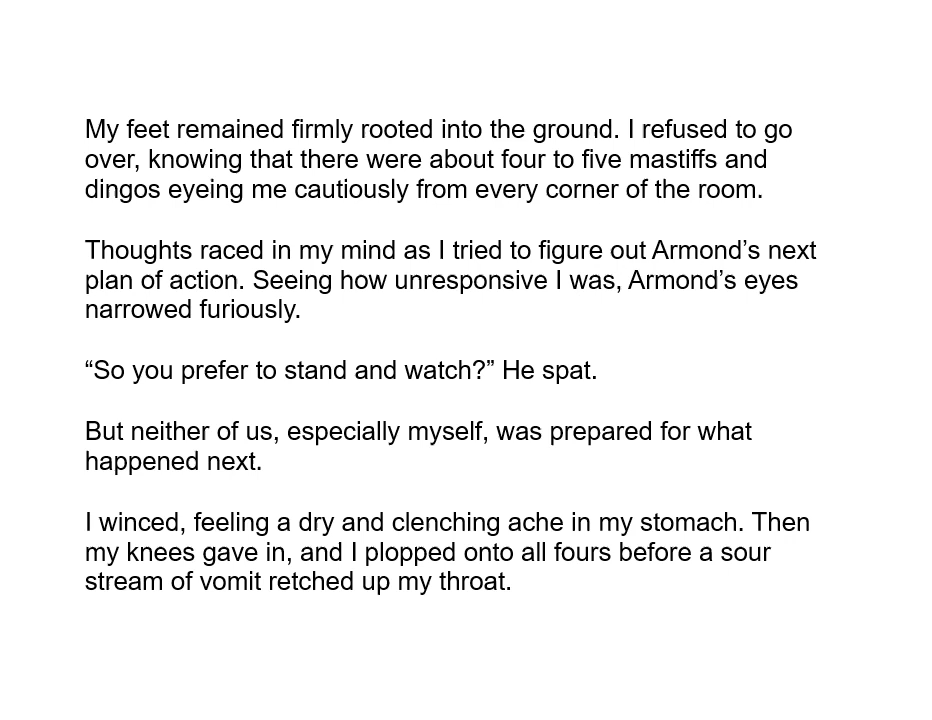 My feet remained firmly rooted into the ground. I refused to go
over, knowing that there were about four to five mastiffs and
dingos eyeing me cautiously from every corner of the room.
Thoughts raced in my mind as I tried to figure out Armond’s next
plan of action. Seeing how unresponsive I was, Armond’s eyes
narrowed furiously.
“So you prefer to stand and watch?” He spat.
But neither of us, especially myself, was prepared for what
happened next.
I winced, feeling a dry and clenching ache in my stomach. Then
my knees gave in, and I plopped onto all fours before a sour
stream of vomit retched up my throat.